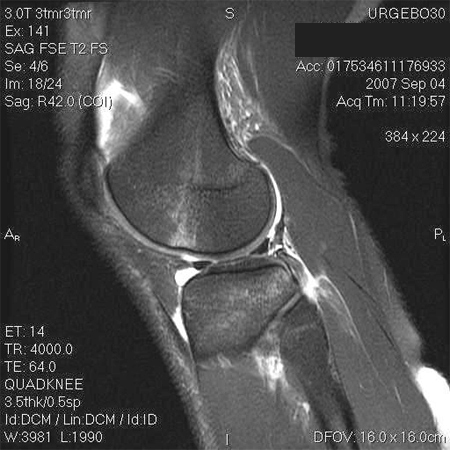 3.0T 3tmr3tmr
Ex: 141
SAG FSE T2 FS
Se: 4/6
Im: 18/24
Sag: R42.0 (COI)
S
URGEBO30
Acc: 017534611176933
2007 Sep 04
Acq Tm: 11:19:57
384 x 224
AR
PL
ET: 14
TR: 4000.0
TE: 64.0
QUADKNEE
3.5thk/0.5sp
Id:DCM / Lin:DCM / Id:ID
W:3981 L:1990
I
DFOV: 16.0 x 16.0cm